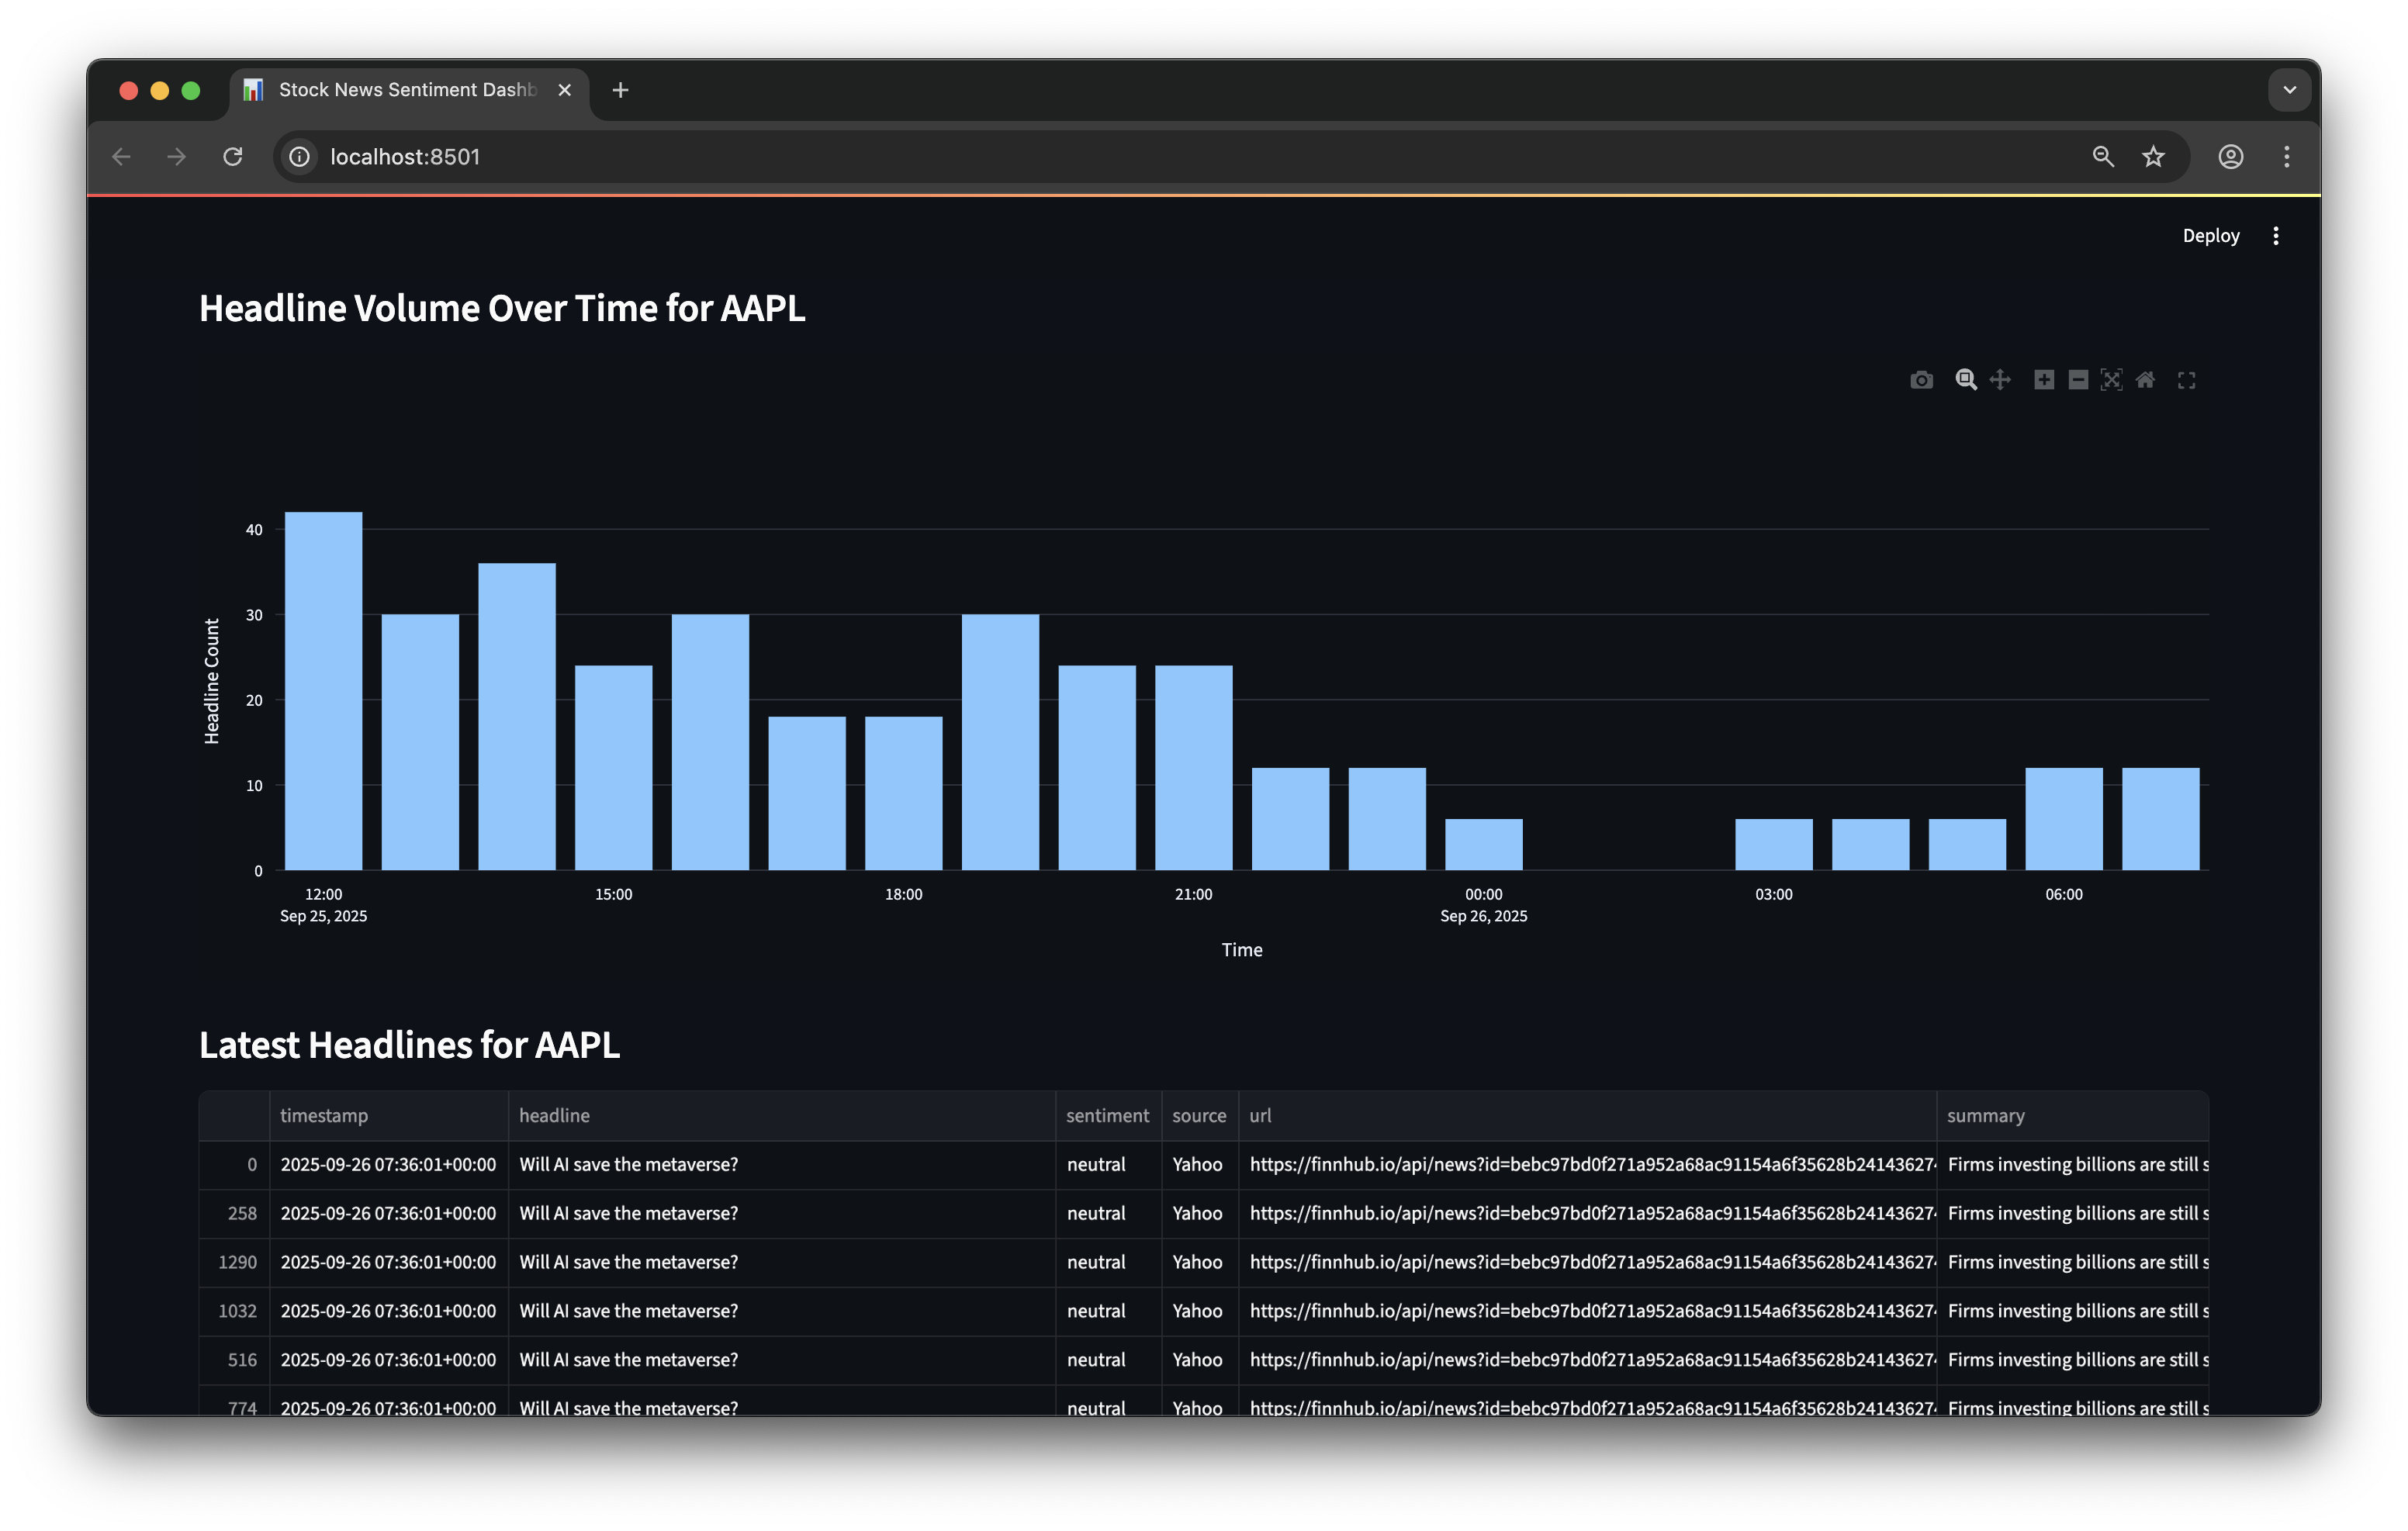 Stock News Sentiment Dashb
localhost:8501
Deploy
Headline Volume Over Time for AAPL
40
30
20
10
0
Headline Count
12:00 15:00 18:00 21:00 00:00 03:00 06:00
Sep 25, 2025 Sep 26, 2025
Time
Latest Headlines for AAPL
timestamp headline sentiment source url summary
0 2025-09-26 07:36:01+00:00 Will AI save the metaverse? neutral Yahoo https://finnhub.io/api/news?id=bebc97bd0f271a952a68ac91154a6f35628b24143627 Firms investing billions are still s
258 2025-09-26 07:36:01+00:00 Will AI save the metaverse? neutral Yahoo https://finnhub.io/api/news?id=bebc97bd0f271a952a68ac91154a6f35628b24143627 Firms investing billions are still s
1290 2025-09-26 07:36:01+00:00 Will AI save the metaverse? neutral Yahoo https://finnhub.io/api/news?id=bebc97bd0f271a952a68ac91154a6f35628b24143627 Firms investing billions are still s
1032 2025-09-26 07:36:01+00:00 Will AI save the metaverse? neutral Yahoo https://finnhub.io/api/news?id=bebc97bd0f271a952a68ac91154a6f35628b24143627 Firms investing billions are still s
516 2025-09-26 07:36:01+00:00 Will AI save the metaverse? neutral Yahoo https://finnhub.io/api/news?id=bebc97bd0f271a952a68ac91154a6f35628b24143627 Firms investing billions are still s
774 2025-09-26 07:36:01+00:00 Will AI save the metaverse? neutral Yahoo https://finnhub.io/api/news?id=bebc97bd0f271a952a68ac91154a6f35628b24143627 Firms investing billions are still s